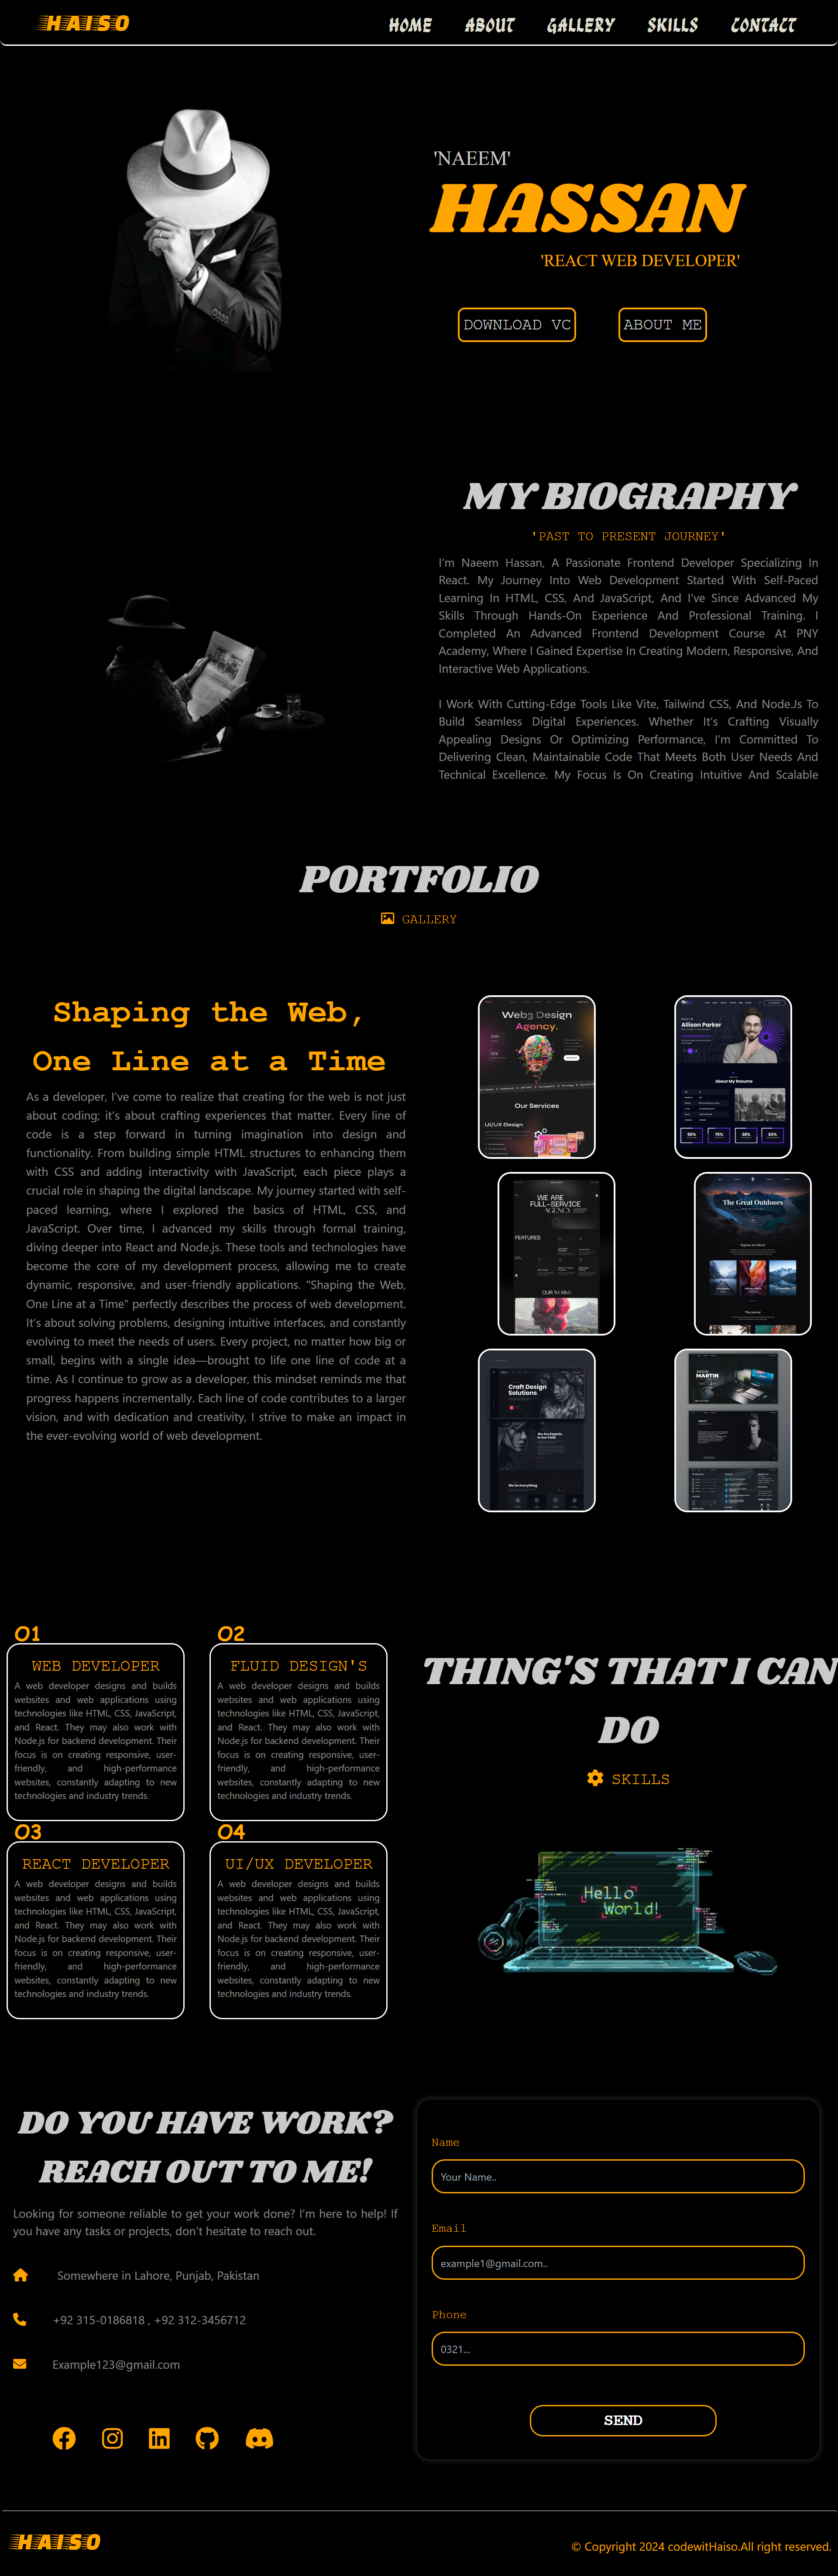 HAISO
HOME ABOUT GALLERY SKILLS CONTACT
'NAEEM'
HASSAN
'REACT WEB DEVELOPER'
DOWNLOAD VC
ABOUT ME
MY BIOGRAPHY
'PAST TO PRESENT JOURNEY'
I'm Naeem Hassan, A Passionate Frontend Developer Specializing In
React. My Journey Into Web Development Started With Self-Paced
Learning In HTML, CSS, And JavaScript, And I've Since Advanced My
Skills Through Hands-On Experience And Professional Training. I
Completed An Advanced Frontend Development Course At PNY
Academy, Where I Gained Expertise In Creating Modern, Responsive, And
Interactive Web Applications.
I Work With Cutting-Edge Tools Like Vite, Tailwind CSS, And Node.Js To
Build Seamless Digital Experiences. Whether It's Crafting Visually
Appealing Designs Or Optimizing Performance, I'm Committed To
Delivering Clean, Maintainable Code That Meets Both User Needs And
Technical Excellence. My Focus Is On Creating Intuitive And Scalable
PORTFOLIO
GALLERY
Shaping the Web,
One Line at a Time
As a developer, I've come to realize that creating for the web is not just
about coding; it's about crafting experiences that matter. Every line of
code is a step forward in turning imagination into design and
functionality. From building simple HTML structures to enhancing them
with CSS and adding interactivity with JavaScript, each piece plays a
crucial role in shaping the digital landscape. My journey started with self-
paced learning, where I explored the basics of HTML, CSS, and
JavaScript. Over time, I advanced my skills through formal training,
diving deeper into React and Node.js. These tools and technologies have
become the core of my development process, allowing me to create
dynamic, responsive, and user-friendly applications. "Shaping the Web,
One Line at a Time" perfectly describes the process of web development.
It's about solving problems, designing intuitive interfaces, and constantly
evolving to meet the needs of users. Every project, no matter how big or
small, begins with a single idea—brought to life one line of code at a
time. As I continue to grow as a developer, this mindset reminds me that
progress happens incrementally. Each line of code contributes to a larger
vision, and with dedication and creativity, I strive to make an impact in
the ever-evolving world of web development.
Web3 Design
Agency.
Our Services
UI/UX Design
Allison Parker
About My Resume
50% 75% 38% 63%
WE ARE
FULL-SERVICE
AGENCY
FEATURES
OUR WORKS
The Great Outdoors
Explore the World
The Journal
Craft Design
Solutions
We Are Experts
In Our Field.
We Do Everything
JASON
MARTIN
ABOUT
01
WEB DEVELOPER
A web developer designs and builds
websites and web applications using
technologies like HTML, CSS, JavaScript,
and React. They may also work with
Node.js for backend development. Their
focus is on creating responsive, user-
friendly, and high-performance
websites, constantly adapting to new
technologies and industry trends.
02
FLUID DESIGN'S
A web developer designs and builds
websites and web applications using
technologies like HTML, CSS, JavaScript,
and React. They may also work with
Node.js for backend development. Their
focus is on creating responsive, user-
friendly, and high-performance
websites, constantly adapting to new
technologies and industry trends.
03
REACT DEVELOPER
A web developer designs and builds
websites and web applications using
technologies like HTML, CSS, JavaScript,
and React. They may also work with
Node.js for backend development. Their
focus is on creating responsive, user-
friendly, and high-performance
websites, constantly adapting to new
technologies and industry trends.
04
UI/UX DEVELOPER
A web developer designs and builds
websites and web applications using
technologies like HTML, CSS, JavaScript,
and React. They may also work with
Node.js for backend development. Their
focus is on creating responsive, user-
friendly, and high-performance
websites, constantly adapting to new
technologies and industry trends.
THING'S THAT I CAN
DO
SKILLS
Hello
World!
DO YOU HAVE WORK?
REACH OUT TO ME!
Looking for someone reliable to get your work done? I'm here to help! If
you have any tasks or projects, don't hesitate to reach out.
Somewhere in Lahore, Punjab, Pakistan
+92 315-0186818 , +92 312-3456712
Example123@gmail.com
Name
Your Name..
Email
example1@gmail.com..
Phone
0321...
SEND
HAISO
© Copyright 2024 codewitHaiso.All right reserved.